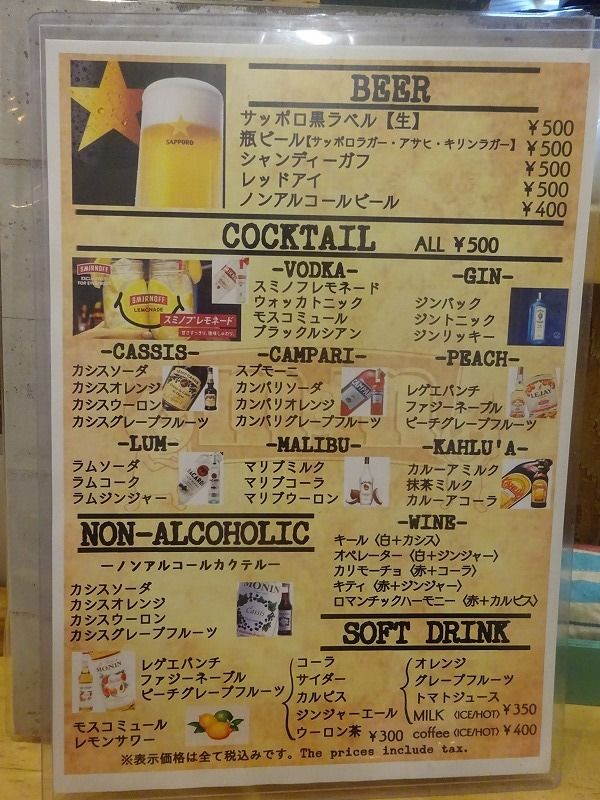 BEER
SAPPORO
サッポロ黒ラベル【生】 ¥500
瓶ビール【サッポロラガー・アサヒ・キリンラガー】 ¥500
シャンディーガフ ¥500
レッドアイ ¥500
ノンアルコールビール ¥400
COCKTAIL ALL ¥500
SMIRNOFF
SMIRNOFF
LEMONADE
スミノフレモネード
-VODKA-
スミノフレモネード
ウォッカトニック
モスコミュール
ブラックルシアン
-GIN-
ジンバック
ジントニック
ジンリッキー
-CASSIS-
カシスソーダ
カシスオレンジ
カシスウーロン
カシスグレープフルーツ
-CAMPARI-
スプモーニ
カンパリソーダ
カンパリオレンジ
カンパリグレープフルーツ
-PEACH-
レゲエパンチ
ファジーネーブル
ピーチグレープフルーツ
LEJAY
-LUM-
ラムソーダ
ラムコーク
ラムジンジャー
BACARDI
-MALIBU-
マリブミルク
マリブコーラ
マリブウーロン
-KAHLU'A-
カルーアミルク
抹茶ミルク
カルーアコーラ
NON-ALCOHOLIC
―ノンアルコールカクテル―
カシスソーダ
カシスオレンジ
カシスウーロン
カシスグレープフルーツ
MONIN
Cassis
レゲエパンチ
ファジーネーブル
ピーチグレープフルーツ
MONIN
モスコミュール
レモンサワー
-WINE-
キール〈白+カシス〉
オペレーター〈白+ジンジャー〉
カリモーチョ〈赤+コーラ〉
キティ〈赤+ジンジャー〉
ロマンチックハーモニー〈赤+カルピス〉
SOFT DRINK
コーラ
サイダー
カルピス
ジンジャーエール
ウーロン茶 ¥300
オレンジ
グレープフルーツ
トマトジュース
MILK 〈ICE/HOT〉 ¥350
coffee 〈ICE/HOT〉 ¥400
※表示価格は全て税込みです。The prices include tax.